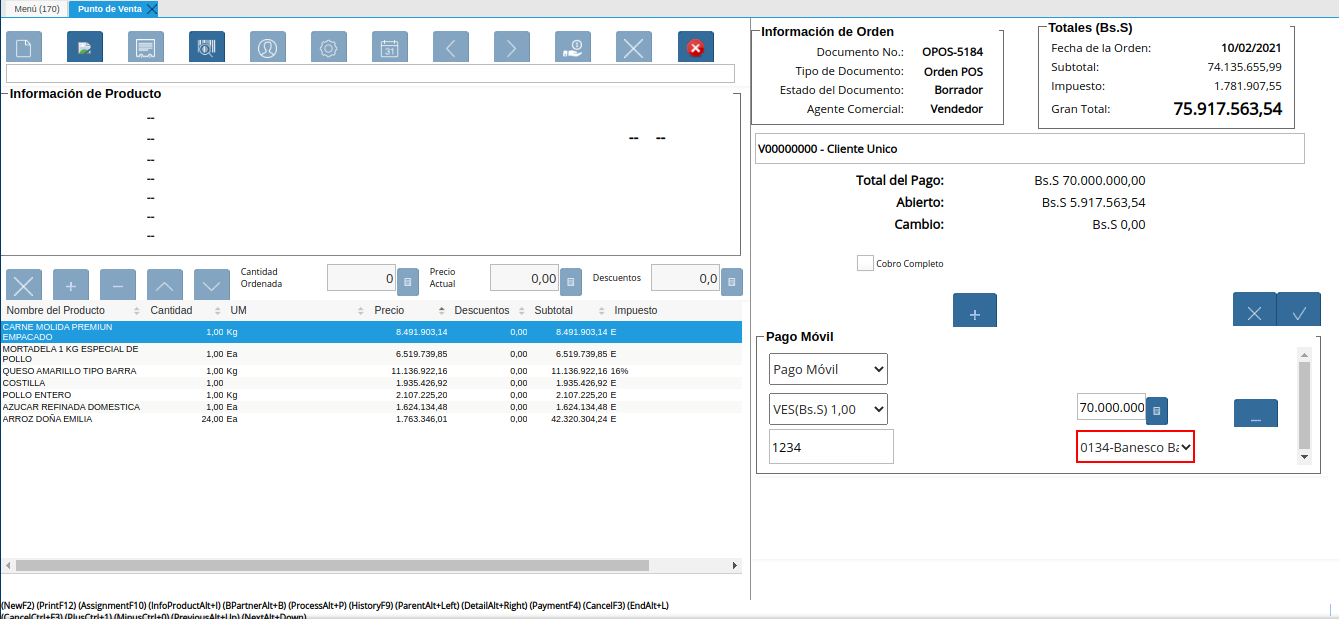 Menú (170)
Punto de Venta
31
Información de Producto
--
--
-- --
--
--
--
--
--
Cantidad
Ordenada
0
Precio
Actual
0,00
Descuentos
0,0
Nombre del Producto Cantidad UM Precio Descuentos Subtotal Impuesto
CARNE MOLIDA PREMIUN
EMPACADO
1,00 Kg 8.491.903,14 0,00 8.491.903,14 E
MORTADELA 1 KG ESPECIAL DE
POLLO
1,00 Ea 6.519.739,85 0,00 6.519.739,85 E
QUESO AMARILLO TIPO BARRA 1,00 Kg 11.136.922,16 0,00 11.136.922,16 16%
COSTILLA 1,00 1.935.426,92 0,00 1.935.426,92 E
POLLO ENTERO 1,00 Kg 2.107.225,20 0,00 2.107.225,20 E
AZUCAR REFINADA DOMESTICA 1,00 Ea 1.624.134,48 0,00 1.624.134,48 E
ARROZ DOÑA EMILIA 24,00 Ea 1.763.346,01 0,00 42.320.304,24 E
(NewF2) (PrintF12) (AssignmentF10) (InfoProductAlt+I) (BPartnerAlt+B) (ProcessAlt+P) (HistoryF9) (ParentAlt+Left) (DetailAlt+Right) (PaymentF4) (CancelF3) (EndAlt+L)
(CancelCtrl+F3) (PlusCtrl+1) (MinusCtrl+0) (PreviousAlt+Up) (NextAlt+Down)
Información de Orden
Documento No.: OPOS-5184
Tipo de Documento: Orden POS
Estado del Documento: Borrador
Agente Comercial: Vendedor
Totales (Bs.S)
Fecha de la Orden: 10/02/2021
Subtotal: 74.135.655,99
Impuesto: 1.781.907,55
Gran Total: 75.917.563,54
V00000000 - Cliente Unico
Total del Pago: Bs.S 70.000.000,00
Abierto: Bs.S 5.917.563,54
Cambio: Bs.S 0,00
Cobro Completo
Pago Móvil
Pago Móvil
VES(Bs.S) 1,00
70.000.000
1234
0134-Banesco Ba